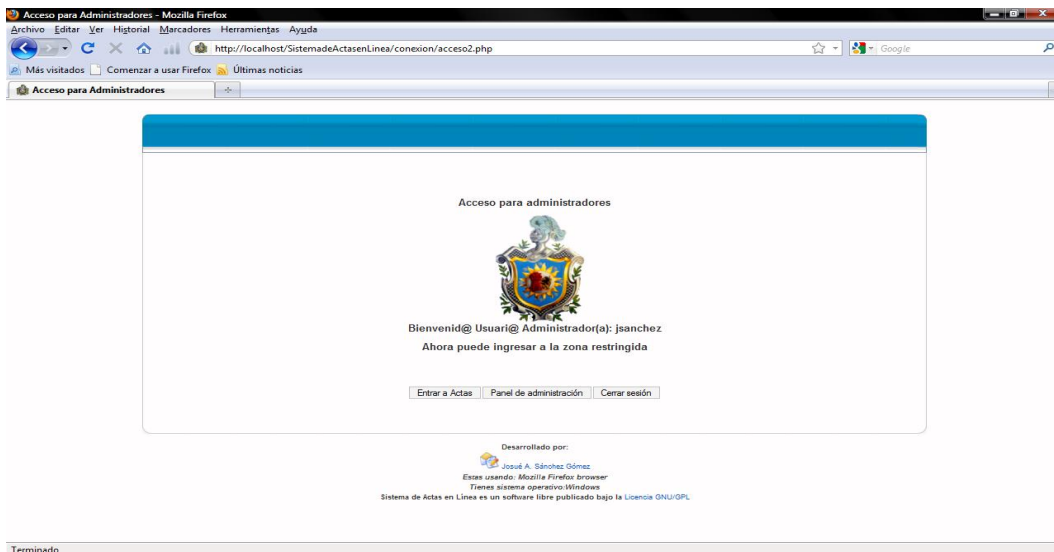 Acceso para Administradores - Mozilla Firefox
Archivo Editar Ver Historial Marcadores Herramientas Ayuda
http://localhost/SistemadeActasenLinea/conexion/acceso2.php
Google
Más visitados Comenzar a usar Firefox Últimas noticias
Acceso para Administradores
Acceso para administradores
Bienvenid@ Usuari@ Administrador(a): jsanchez
Ahora puede ingresar a la zona restringida
Entrar a Actas Panel de administración Cerrar sesión
Desarrollado por:
Josué A. Sánchez Gómez
Estas usando: Mozilla Firefox browser
Tienes sistema operativo:Windows
Sistema de Actas en Línea es un software libre publicado bajo la Licencia GNU/GPL
Terminado